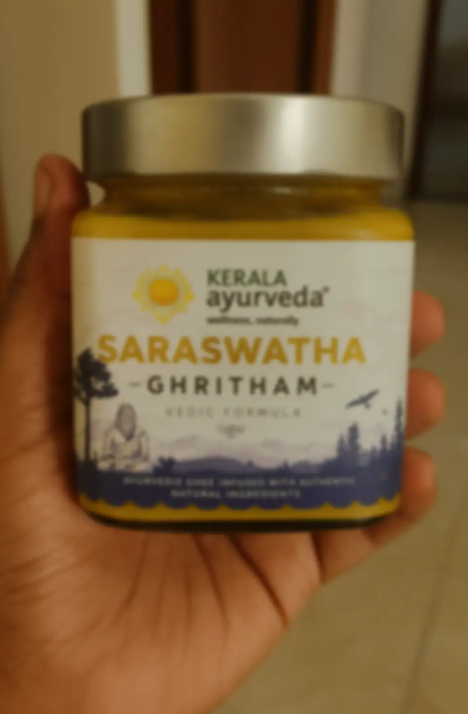 KERALA
ayurveda®
wellness, naturally
SARASWATHA
-GHRITHAM-
VEDIC FORMULA
AYURVEDIC GHEE INFUSED WITH AUTHENTIC
NATURAL INGREDIENTS